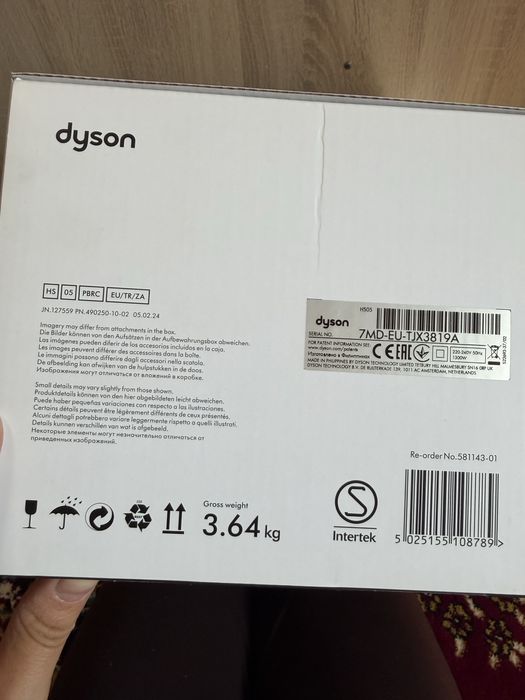 dyson
HS 05 PBRC EU/TR/ZA
JN.127559 PN.490250-10-02 05.02.24
Imagery may differ from attachments in the box.
Die Bilder können von den Aufsätzen in der Aufbewahrungsbox abweichen.
Las imágenes pueden diferir de los accesorios incluidos en la caja.
Les images peuvent différer des accessoires dans la boîte.
Le immagini possono differire dagli accessori nella scatola.
De afbeelding kan afwijken van de hulpstukken in de doos.
Изображения могут отличаться от вложений в коробке.
Small details may vary slightly from those shown.
Produktdetails können von den hier abgebildeten leicht abweichen.
Puede haber pequeñas variaciones con respecto a las ilustraciones.
Certains détails peuvent être légèrement différents de ceux présentés.
Alcuni dettagli potrebbero variare leggermente rispetto a quelli illustrati.
Details kunnen verschillen van wat is afgebeeld.
Некоторые элементы могут незначительно отличаться от
приведенных изображений.
HS05
dyson
SERIAL NO. 7MD-EU-TJX3819A
FOR PATENT INFORMATION SEE:
www.dyson.com/patents
Изготовлено в Филиппинах
CE EAC
220-240V 50Hz
1300W
MADE IN PHILIPPINES BY DYSON TECHNOLOGY LIMITED TETBURY HILL MALMESBURY SN16 0RP UK
DYSON TECHNOLOGY B.V. DE RUIJTERKADE 139, 1011 AC AMSTERDAM, NETHERLANDS
Re-order No.581143-01
Gross weight
3.64 kg
S
Intertek
5 025155 108789 >